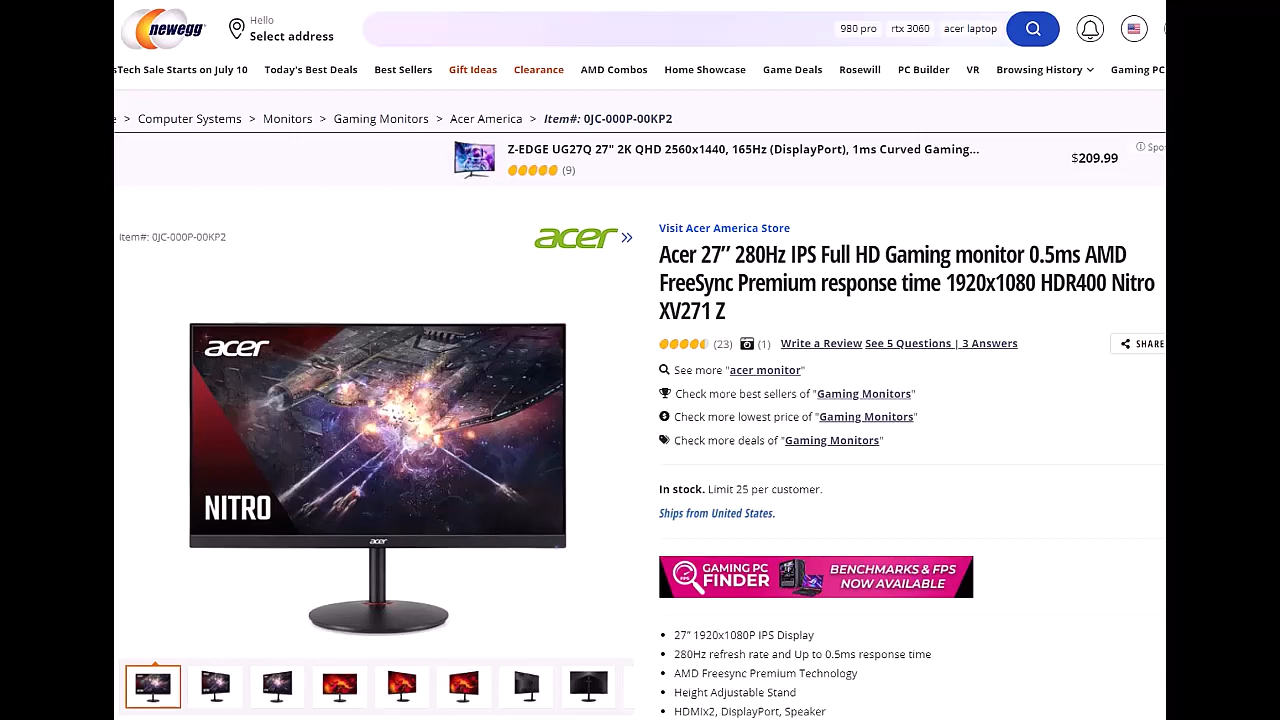 newegg
Hello
Select address
980 pro
rtx 3060
acer laptop
sTech Sale Starts on July 10
Today's Best Deals
Best Sellers
Gift Ideas
Clearance
AMD Combos
Home Showcase
Game Deals
Rosewill
PC Builder
VR
Browsing History
Gaming PC
> Computer Systems > Monitors > Gaming Monitors > Acer America > Item#: 0JC-000P-00KP2
Z-EDGE UG27Q 27" 2K QHD 2560x1440, 165Hz (DisplayPort), 1ms Curved Gaming...
(9)
$209.99
Spo
Item#: 0JC-000P-00KP2
acer
Visit Acer America Store
Acer 27” 280Hz IPS Full HD Gaming monitor 0.5ms AMD
FreeSync Premium response time 1920x1080 HDR400 Nitro
XV271 Z
(23) (1) Write a Review See 5 Questions | 3 Answers
SHARE
See more "acer monitor"
Check more best sellers of "Gaming Monitors"
Check more lowest price of "Gaming Monitors"
Check more deals of "Gaming Monitors"
In stock. Limit 25 per customer.
Ships from United States.
acer
NITRO
acer
GAMING PC
FINDER
BENCHMARKS & FPS
NOW AVAILABLE
27” 1920x1080P IPS Display
280Hz refresh rate and Up to 0.5ms response time
AMD Freesync Premium Technology
Height Adjustable Stand
HDMIx2, DisplayPort, Speaker